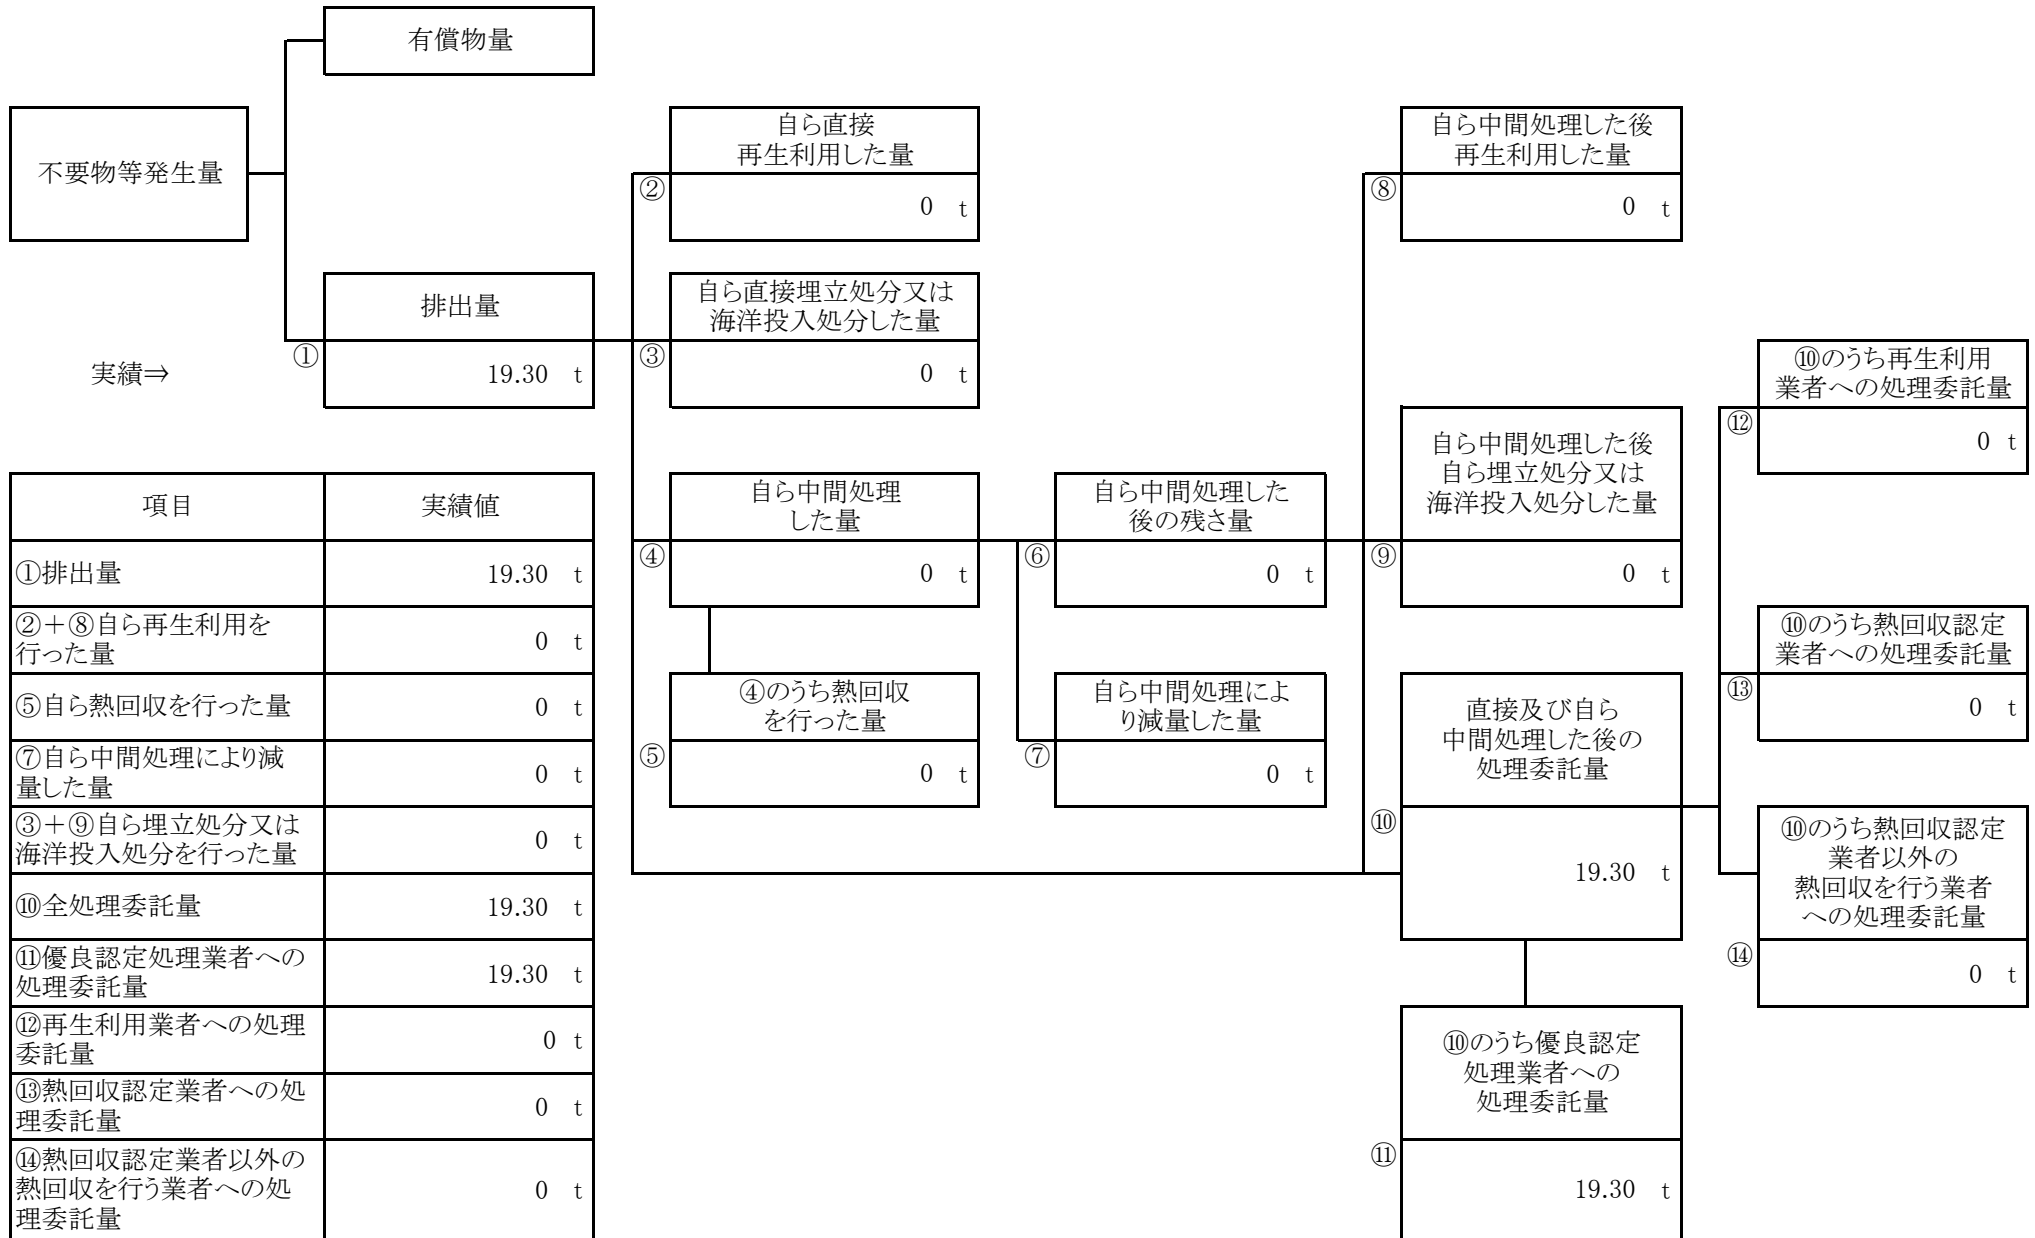 有償物量
不要物等発生量
排出量
①
19.30 t
実績⇒
自ら直接
再生利用した量
②
0 t
自ら直接埋立処分又は
海洋投入処分した量
③
0 t
自ら中間処理
した量
④
0 t
④のうち熱回収
を行った量
⑤
0 t
自ら中間処理した
後の残さ量
⑥
0 t
自ら中間処理によ
り減量した量
⑦
0 t
自ら中間処理した後
再生利用した量
⑧
0 t
自ら中間処理した後
自ら埋立処分又は
海洋投入処分した量
⑨
0 t
直接及び自ら
中間処理した後の
処理委託量
⑩
19.30 t
⑩のうち優良認定
処理業者への
処理委託量
⑪
19.30 t
⑩のうち再生利用
業者への処理委託量
⑫
0 t
⑩のうち熱回収認定
業者への処理委託量
⑬
0 t
⑩のうち熱回収認定
業者以外の
熱回収を行う業者
への処理委託量
⑭
0 t
項目 実績値
①排出量 19.30 t
②＋⑧自ら再生利用を
行った量 0 t
⑤自ら熱回収を行った量 0 t
⑦自ら中間処理により減
量した量 0 t
③＋⑨自ら埋立処分又は
海洋投入処分を行った量 0 t
⑩全処理委託量 19.30 t
⑪優良認定処理業者への
処理委託量 19.30 t
⑫再生利用業者への処理
委託量 0 t
⑬熱回収認定業者への処
理委託量 0 t
⑭熱回収認定業者以外の
熱回収を行う業者への処
理委託量 0 t